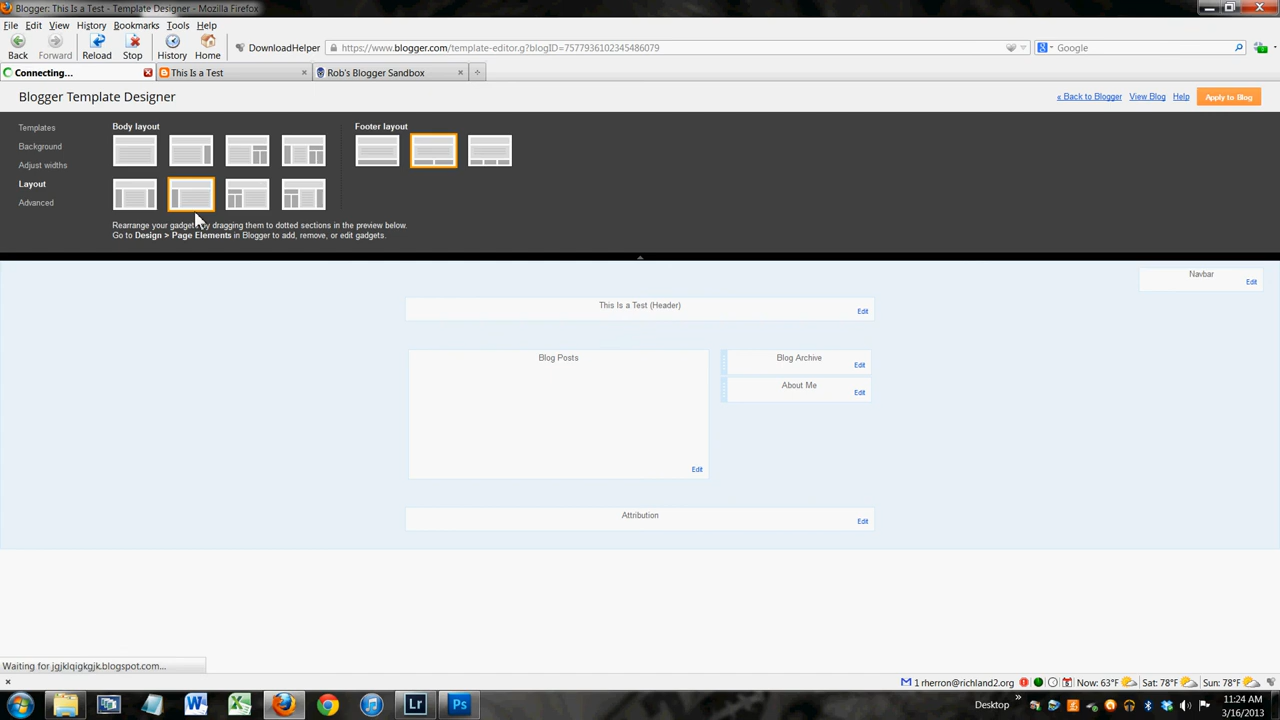 Blogger: This Is a Test - Template Designer - Mozilla Firefox
File Edit View History Bookmarks Tools Help
Back Forward Reload Stop History Home DownloadHelper https://www.blogger.com/template-editor.g?blogID=7577936102345486079 Google
Connecting... This Is a Test Rob's Blogger Sandbox
Blogger Template Designer « Back to Blogger View Blog Help Apply to Blog
Templates Body layout Footer layout
Background
Adjust widths
Layout
Advanced
Rearrange your gadgets by dragging them to dotted sections in the preview below.
Go to Design > Page Elements in Blogger to add, remove, or edit gadgets.
Navbar
Edit
This Is a Test (Header)
Edit
Blog Posts Blog Archive
Edit
About Me
Edit
Edit
Attribution
Edit
Waiting for jgjklqigkgjk.blogspot.com...
1 rherron@richland2.org Now: 63°F Sat: 78°F Sun: 78°F
Desktop » 11:24 AM
3/16/2013